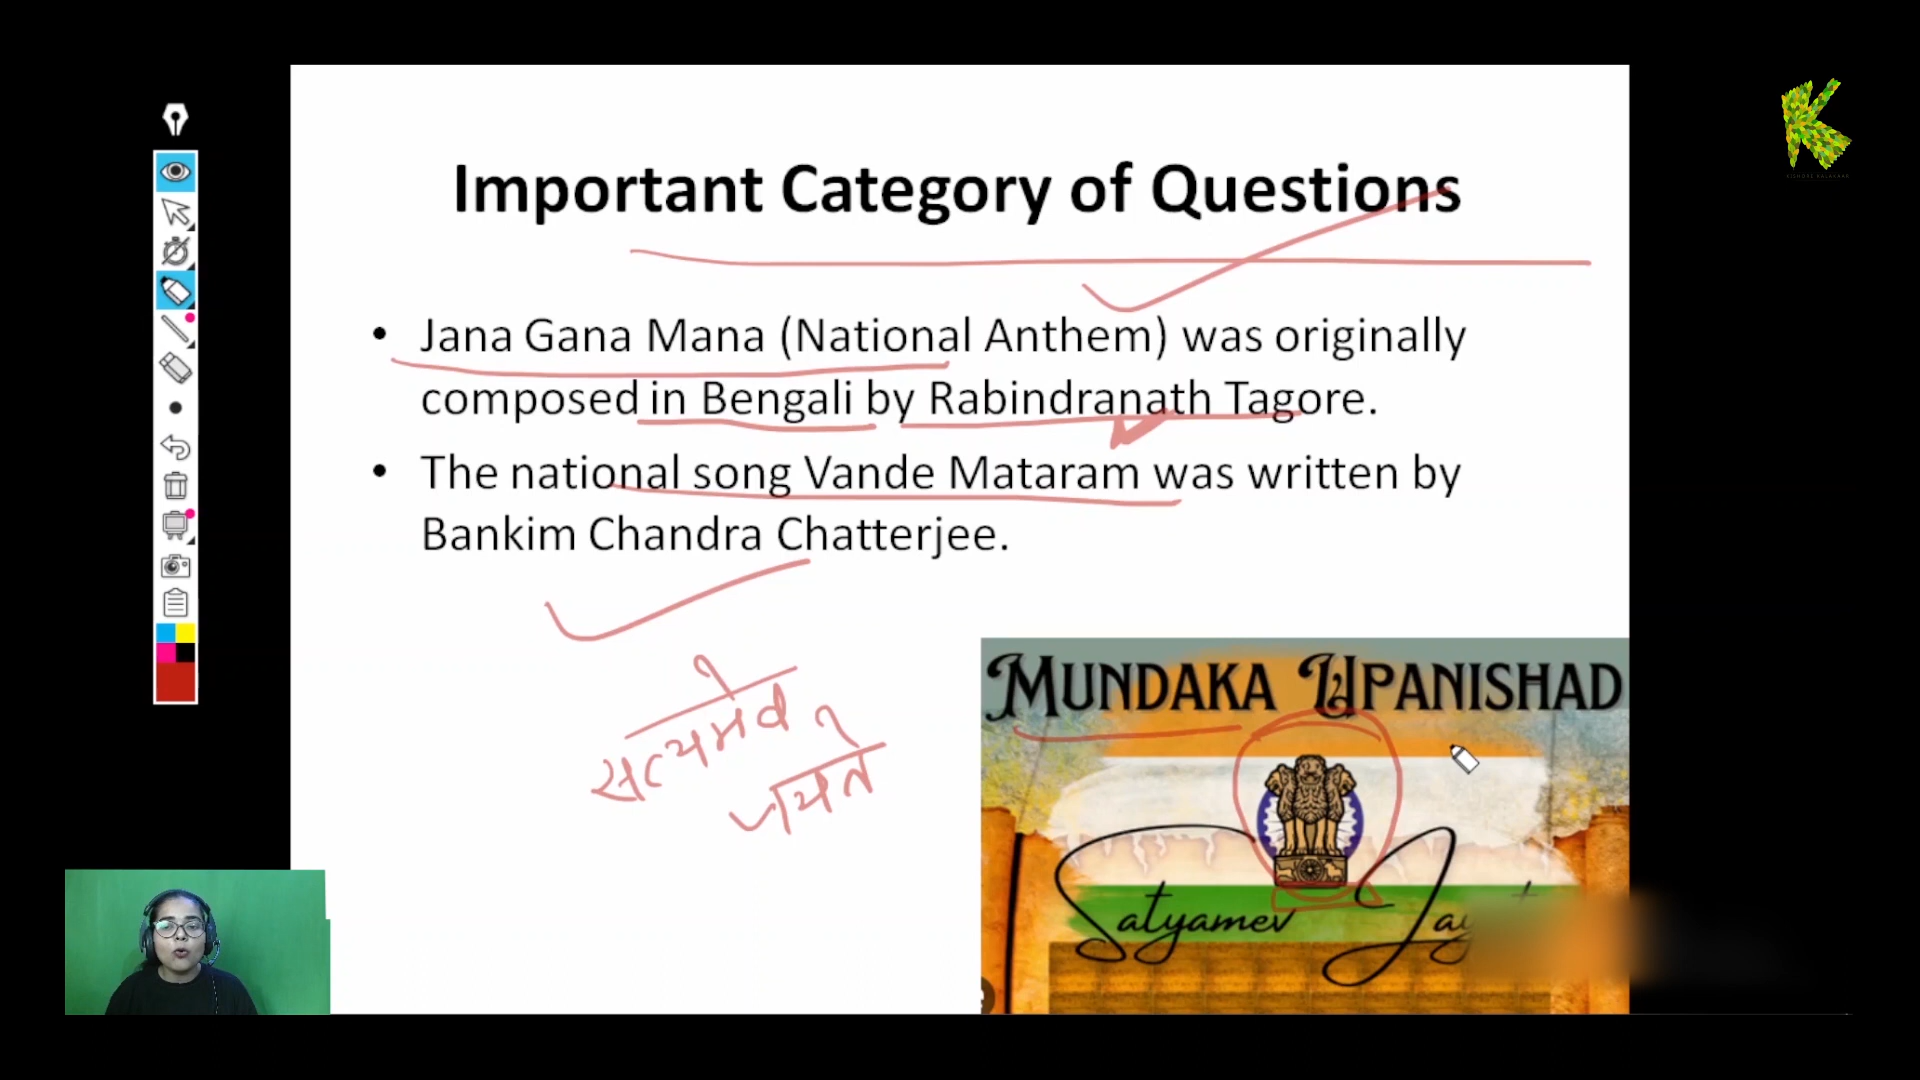 Important Category of Questions
• Jana Gana Mana (National Anthem) was originally
composed in Bengali by Rabindranath Tagore.
• The national song Vande Mataram was written by
Bankim Chandra Chatterjee.
सत्यमेव
जयते
MUNDAKA UPANISHAD
Satyamev